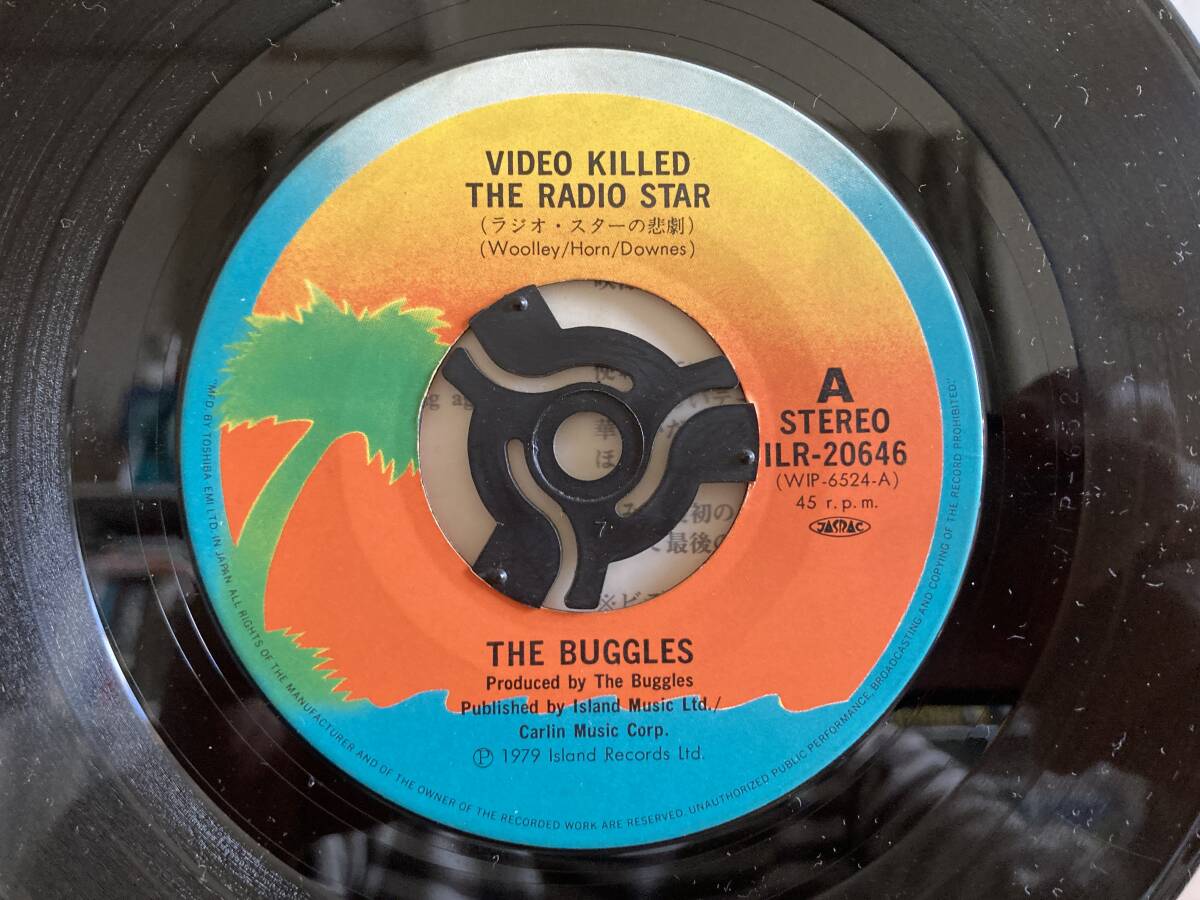 VIDEO KILLED
THE RADIO STAR
(ラジオ・スターの悲劇)
(Woolley/Horn/Downes)
A
STEREO
ILR-20646
(WIP-6524-A)
45 r.p.m.
JASRAC
7
THE BUGGLES
Produced by The Buggles
Published by Island Music Ltd./
Carlin Music Corp.
Ⓟ 1979 Island Records Ltd.
"MFD. BY TOSHIBA EMI LTD. IN JAPAN ALL RIGHTS OF THE MANUFACTURER AND OF THE OWNER OF THE RECORDED WORK ARE RESERVED. UNAUTHORIZED PUBLIC PERFORMANCE, BROADCASTING AND COPYING OF THE RECORD PROHIBITED."